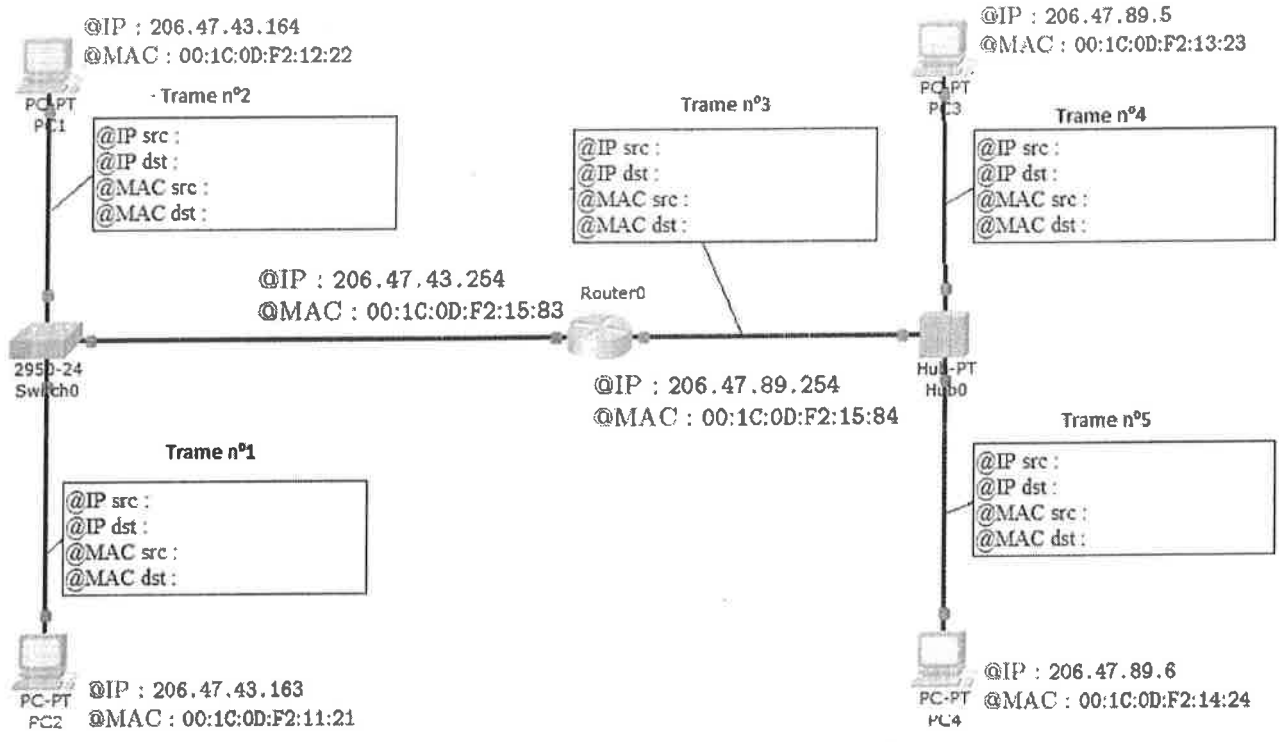 @IP : 206.47.43.164
@MAC : 00:1C:0D:F2:12:22
PC-PT
PC1
- Trame nº2
@IP src :
@IP dst :
@MAC src :
@MAC dst :
@IP : 206.47.89.5
@MAC : 00:1C:0D:F2:13:23
PC-PT
PC3
Trame nº3
@IP src :
@IP dst :
@MAC src :
@MAC dst :
Trame nº4
@IP src :
@IP dst :
@MAC src :
@MAC dst :
@IP : 206.47.43.254
@MAC : 00:1C:0D:F2:15:83
Router0
2950-24
Switch0
@IP : 206.47.89.254
@MAC : 00:1C:0D:F2:15:84
Hub-PT
Hub0
Trame nº1
@IP src :
@IP dst :
@MAC src :
@MAC dst :
Trame nº5
@IP src :
@IP dst :
@MAC src :
@MAC dst :
PC-PT
PC2
@IP : 206.47.43.163
@MAC : 00:1C:0D:F2:11:21
PC-PT
PC4
@IP : 206.47.89.6
@MAC : 00:1C:0D:F2:14:24